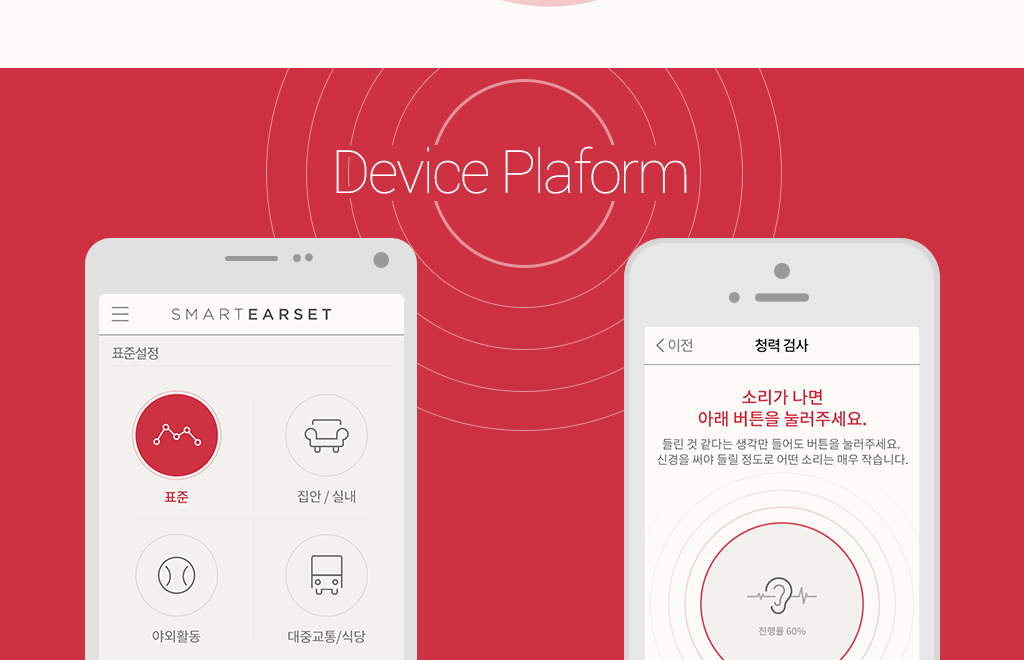 Device Plaform
SMARTEARSET
표준설정
표준
집안 / 실내
야외활동
대중교통/식당
이전
청력 검사
소리가 나면
아래 버튼을 눌러주세요.
들린 것 같다는 생각만 들어도 버튼을 눌러주세요.
신경을 써야 들릴 정도로 어떤 소리는 매우 작습니다.
진행률 60%